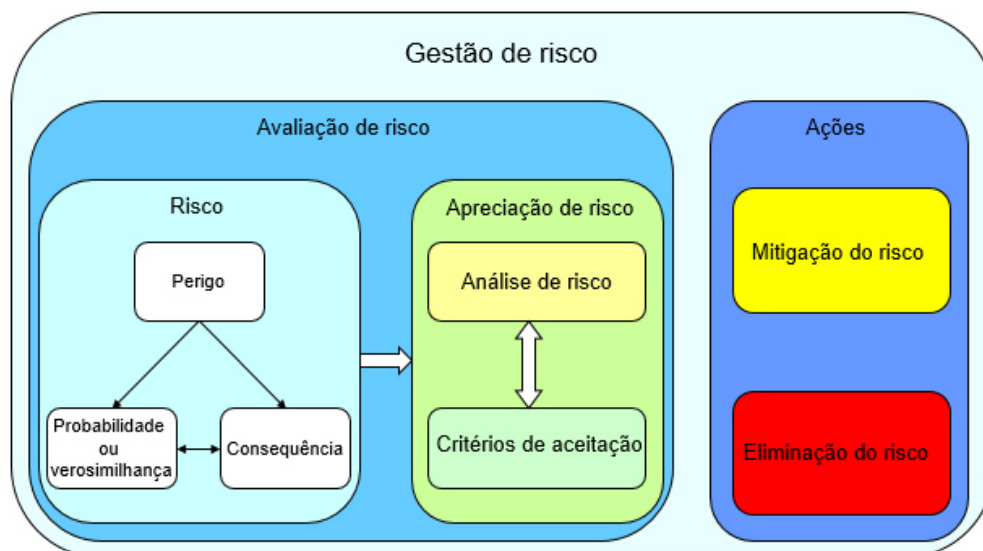 Gestão de risco
Avaliação de risco
Ações
Risco
Apreciação de risco
Perigo
Análise de risco
Mitigação do risco
Probabilidade
ou
verosimilhança
Consequência
Critérios de aceitação
Eliminação do risco